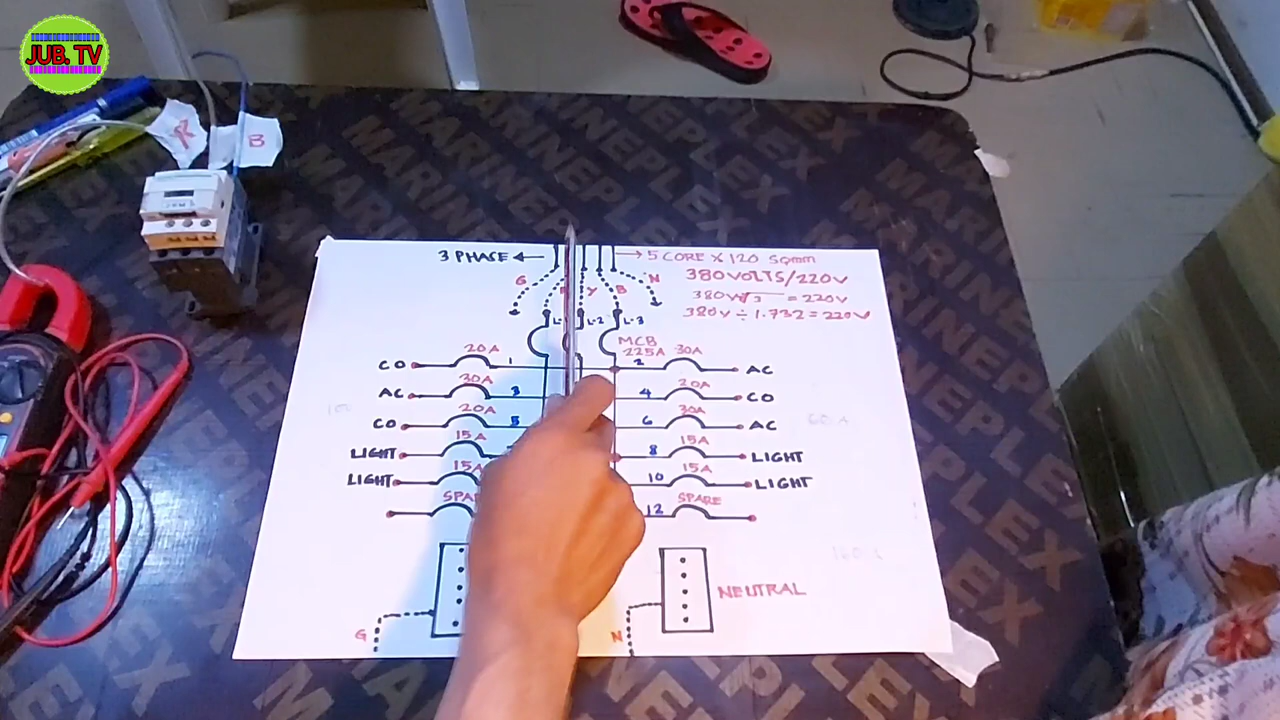 JUB. TV
R
B
MARINEPLEX
3 PHASE
5 CORE X 120 Sqmm
G
Y
B
N
380VOLTS/220V
380V÷√3 = 220V
380V ÷ 1.732 = 220V
L-2
L-3
MCB
225A
CO 20A 1
2 30A AC
AC 30A 3
4 20A CO
CO 20A 5
6 30A AC
LIGHT 15A
8 15A LIGHT
LIGHT 15A
10 15A LIGHT
12 SPARE
G
N
NEUTRAL